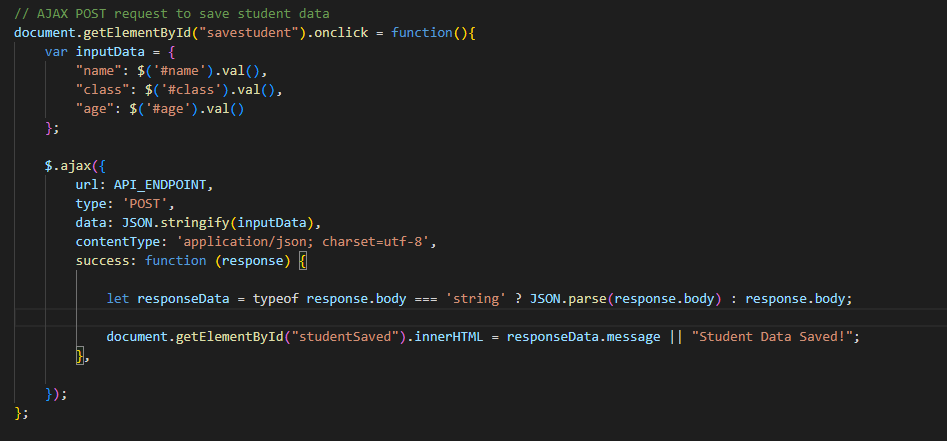 // AJAX POST request to save student data
document.getElementById("savestudent").onclick = function(){
var inputData = {
"name": $('#name').val(),
"class": $('#class').val(),
"age": $('#age').val()
};
$.ajax({
url: API_ENDPOINT,
type: 'POST',
data: JSON.stringify(inputData),
contentType: 'application/json; charset=utf-8',
success: function (response) {
let responseData = typeof response.body === 'string' ? JSON.parse(response.body) : response.body;
document.getElementById("studentSaved").innerHTML = responseData.message || "Student Data Saved!";
},
});
};